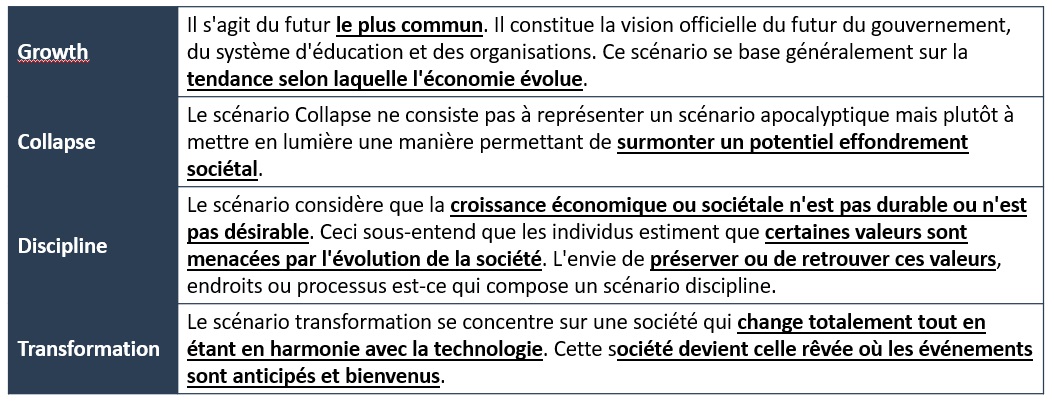 Growth
Il s'agit du futur le plus commun. Il constitue la vision officielle du futur du gouvernement,
du système d'éducation et des organisations. Ce scénario se base généralement sur la
tendance selon laquelle l'économie évolue.
Collapse
Le scénario Collapse ne consiste pas à représenter un scénario apocalyptique mais plutôt à
mettre en lumière une manière permettant de surmonter un potentiel effondrement
sociétal.
Discipline
Le scénario considère que la croissance économique ou sociétale n'est pas durable ou n'est
pas désirable. Ceci sous-entend que les individus estiment que certaines valeurs sont
menacées par l'évolution de la société. L'envie de préserver ou de retrouver ces valeurs,
endroits ou processus est-ce qui compose un scénario discipline.
Transformation
Le scénario transformation se concentre sur une société qui change totalement tout en
étant en harmonie avec la technologie. Cette société devient celle rêvée où les événements
sont anticipés et bienvenus.